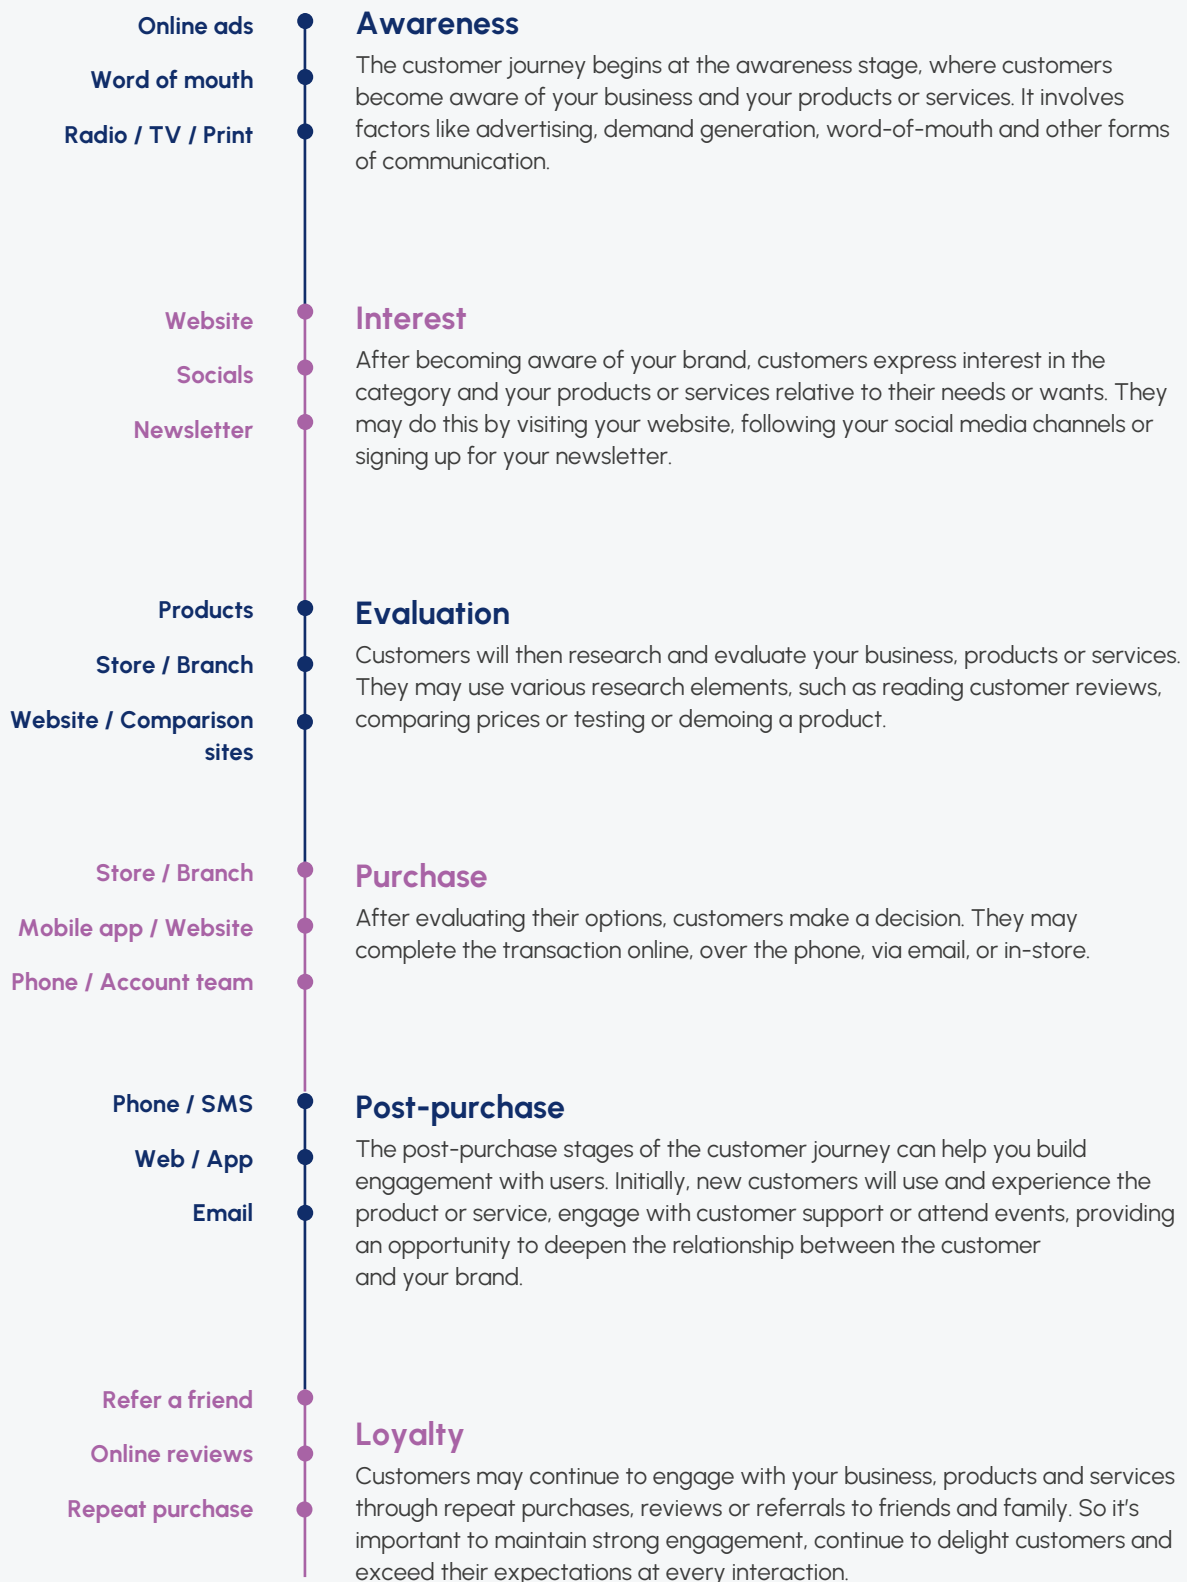 Online ads
Word of mouth
Radio / TV / Print
Awareness
The customer journey begins at the awareness stage, where customers
become aware of your business and your products or services. It involves
factors like advertising, demand generation, word-of-mouth and other forms
of communication.
Website
Socials
Newsletter
Interest
After becoming aware of your brand, customers express interest in the
category and your products or services relative to their needs or wants. They
may do this by visiting your website, following your social media channels or
signing up for your newsletter.
Products
Store / Branch
Website / Comparison
sites
Evaluation
Customers will then research and evaluate your business, products or services.
They may use various research elements, such as reading customer reviews,
comparing prices or testing or demoing a product.
Store / Branch
Mobile app / Website
Phone / Account team
Purchase
After evaluating their options, customers make a decision. They may
complete the transaction online, over the phone, via email, or in-store.
Phone / SMS
Web / App
Email
Post-purchase
The post-purchase stages of the customer journey can help you build
engagement with users. Initially, new customers will use and experience the
product or service, engage with customer support or attend events, providing
an opportunity to deepen the relationship between the customer
and your brand.
Refer a friend
Online reviews
Repeat purchase
Loyalty
Customers may continue to engage with your business, products and services
through repeat purchases, reviews or referrals to friends and family. So it's
important to maintain strong engagement, continue to delight customers and
exceed their expectations at every interaction.